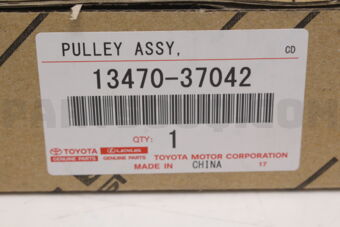 PULLEY ASSY, CD
13470-37042
QTY: 1
TOYOTA LEXUS
GENUINE PARTS GENUINE PARTS TOYOTA MOTOR CORPORATION
MADE IN CHINA 17